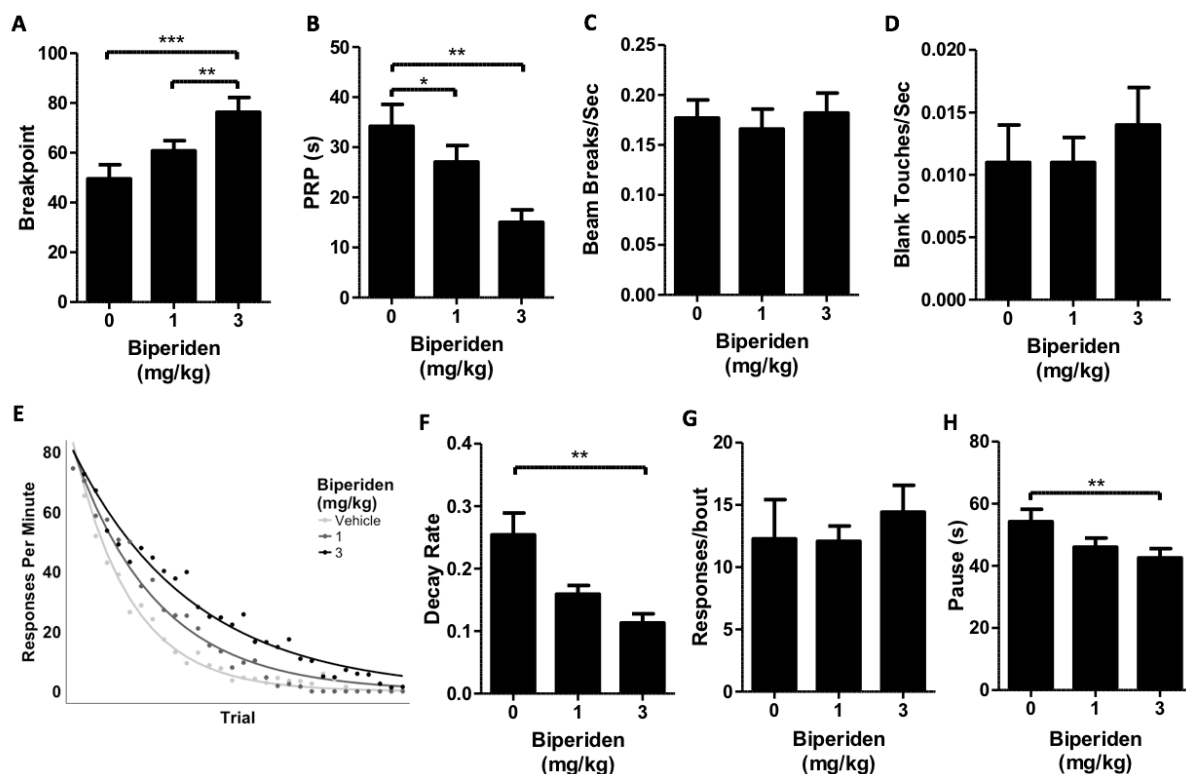 A
***
**
100
80
60
40
20
0
Breakpoint
0 1 3
Biperiden
(mg/kg)
B
**
*
50
40
30
20
10
0
PRP (s)
0 1 3
Biperiden
(mg/kg)
C
0.25
0.20
0.15
0.10
0.05
0.00
Beam Breaks/Sec
0 1 3
Biperiden
(mg/kg)
D
0.020
0.015
0.010
0.005
0.000
Blank Touches/Sec
0 1 3
Biperiden
(mg/kg)
E
80
60
40
20
0
Responses Per Minute
Trial
Biperiden
(mg/kg)
Vehicle
1
3
F
**
0.4
0.3
0.2
0.1
0.0
Decay Rate
0 1 3
Biperiden
(mg/kg)
G
20
15
10
5
0
Responses/bout
0 1 3
Biperiden
(mg/kg)
H
**
80
60
40
20
0
Pause (s)
0 1 3
Biperiden
(mg/kg)